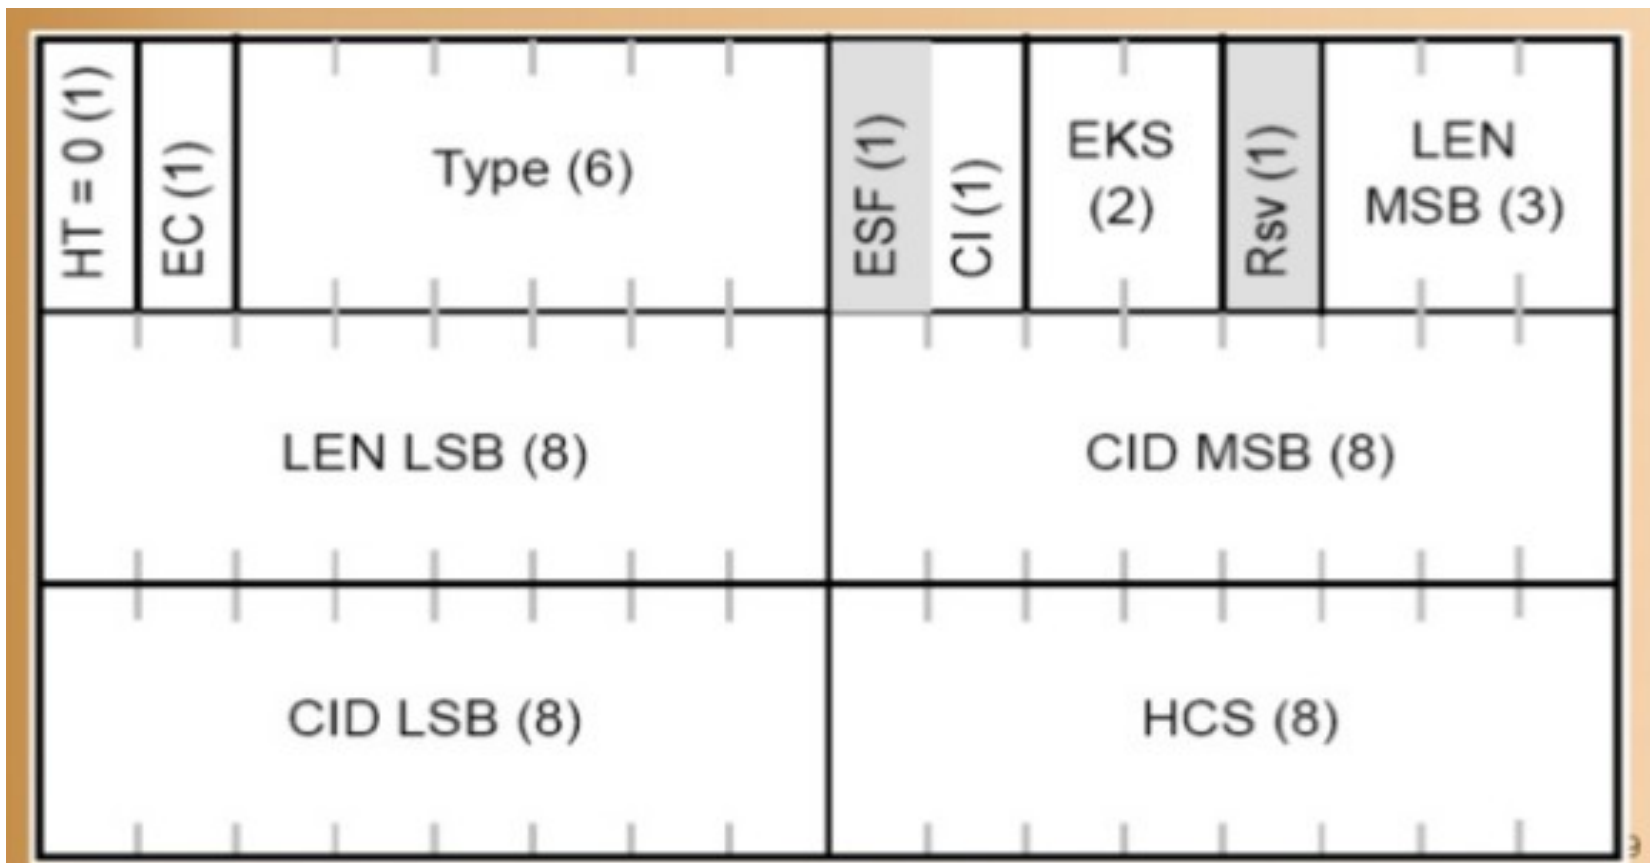 HT = 0 (1)
EC (1)
Type (6)
ESF (1)
CI (1)
EKS
(2)
Rsv (1)
LEN
MSB (3)
LEN LSB (8)
CID MSB (8)
CID LSB (8)
HCS (8)
9